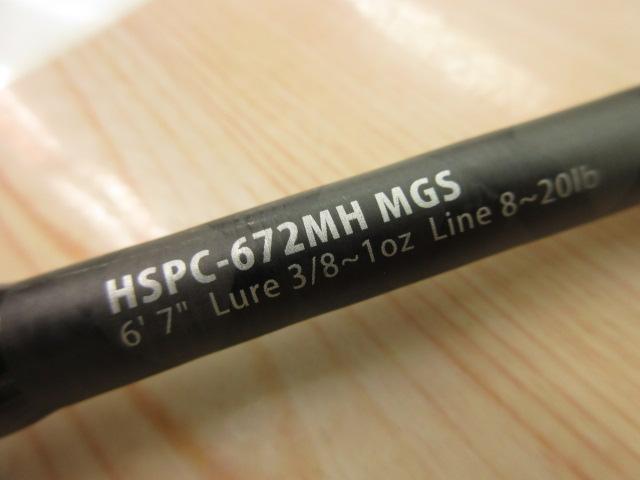 HSPC-672MH MGS
6' 7" Lure 3/8~1oz Line 8~20lb